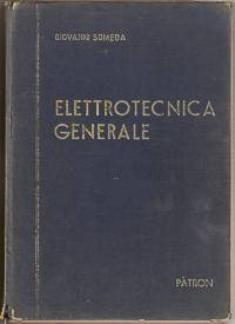 GIOVANNI SOMEDA
ELETTROTECNICA
GENERALE
PÀTRON